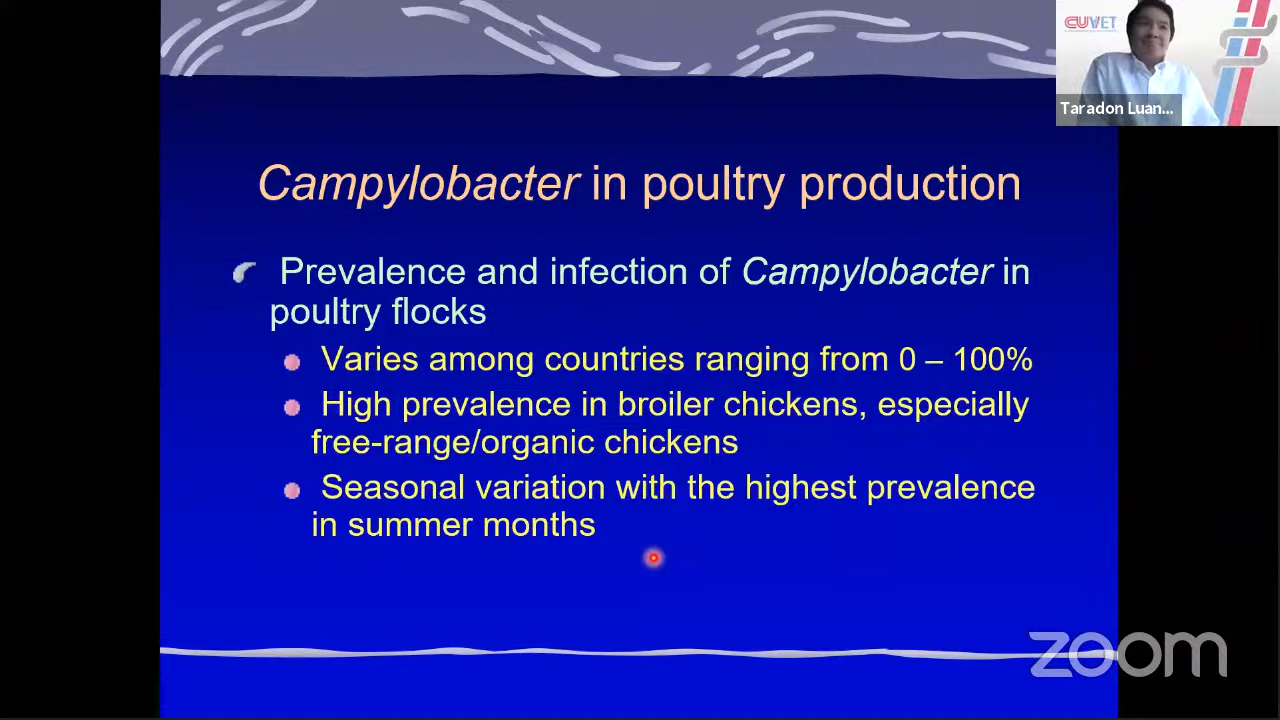 CUVET
Taradon Luan...
Campylobacter in poultry production
Prevalence and infection of Campylobacter in
poultry flocks
Varies among countries ranging from 0 – 100%
High prevalence in broiler chickens, especially
free-range/organic chickens
Seasonal variation with the highest prevalence
in summer months
zoom